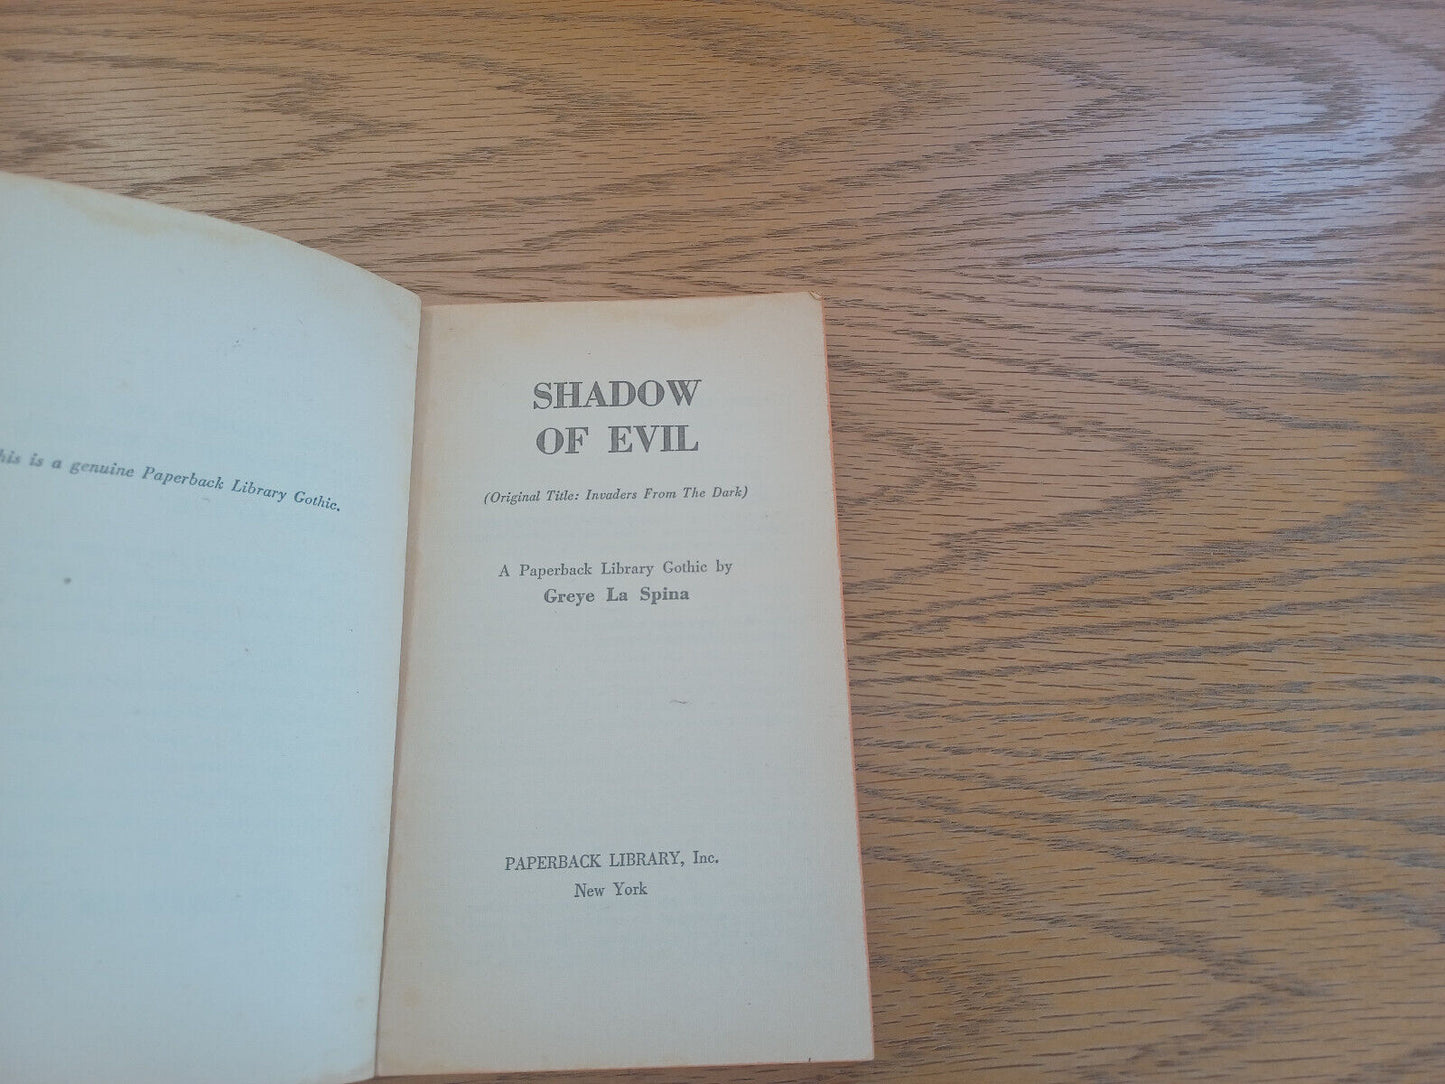 his is a genuine Paperback Library Gothic.
SHADOW
OF EVIL
(Original Title: Invaders From The Dark)
A Paperback Library Gothic by
Greye La Spina
PAPERBACK LIBRARY, Inc.
New York